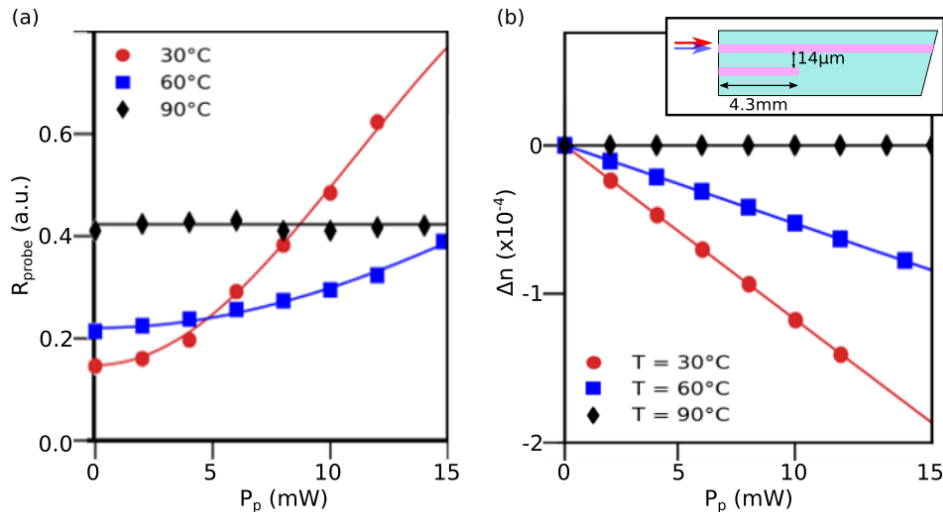 (a)
30°C
60°C
90°C
0.6
0.4
0.2
0.0
R_probe (a.u.)
0
5
10
15
P_p (mW)
(b)
14μm
4.3mm
0
-1
-2
Δn (x10⁻⁴)
T = 30°C
T = 60°C
T = 90°C
0
5
10
15
P_p (mW)